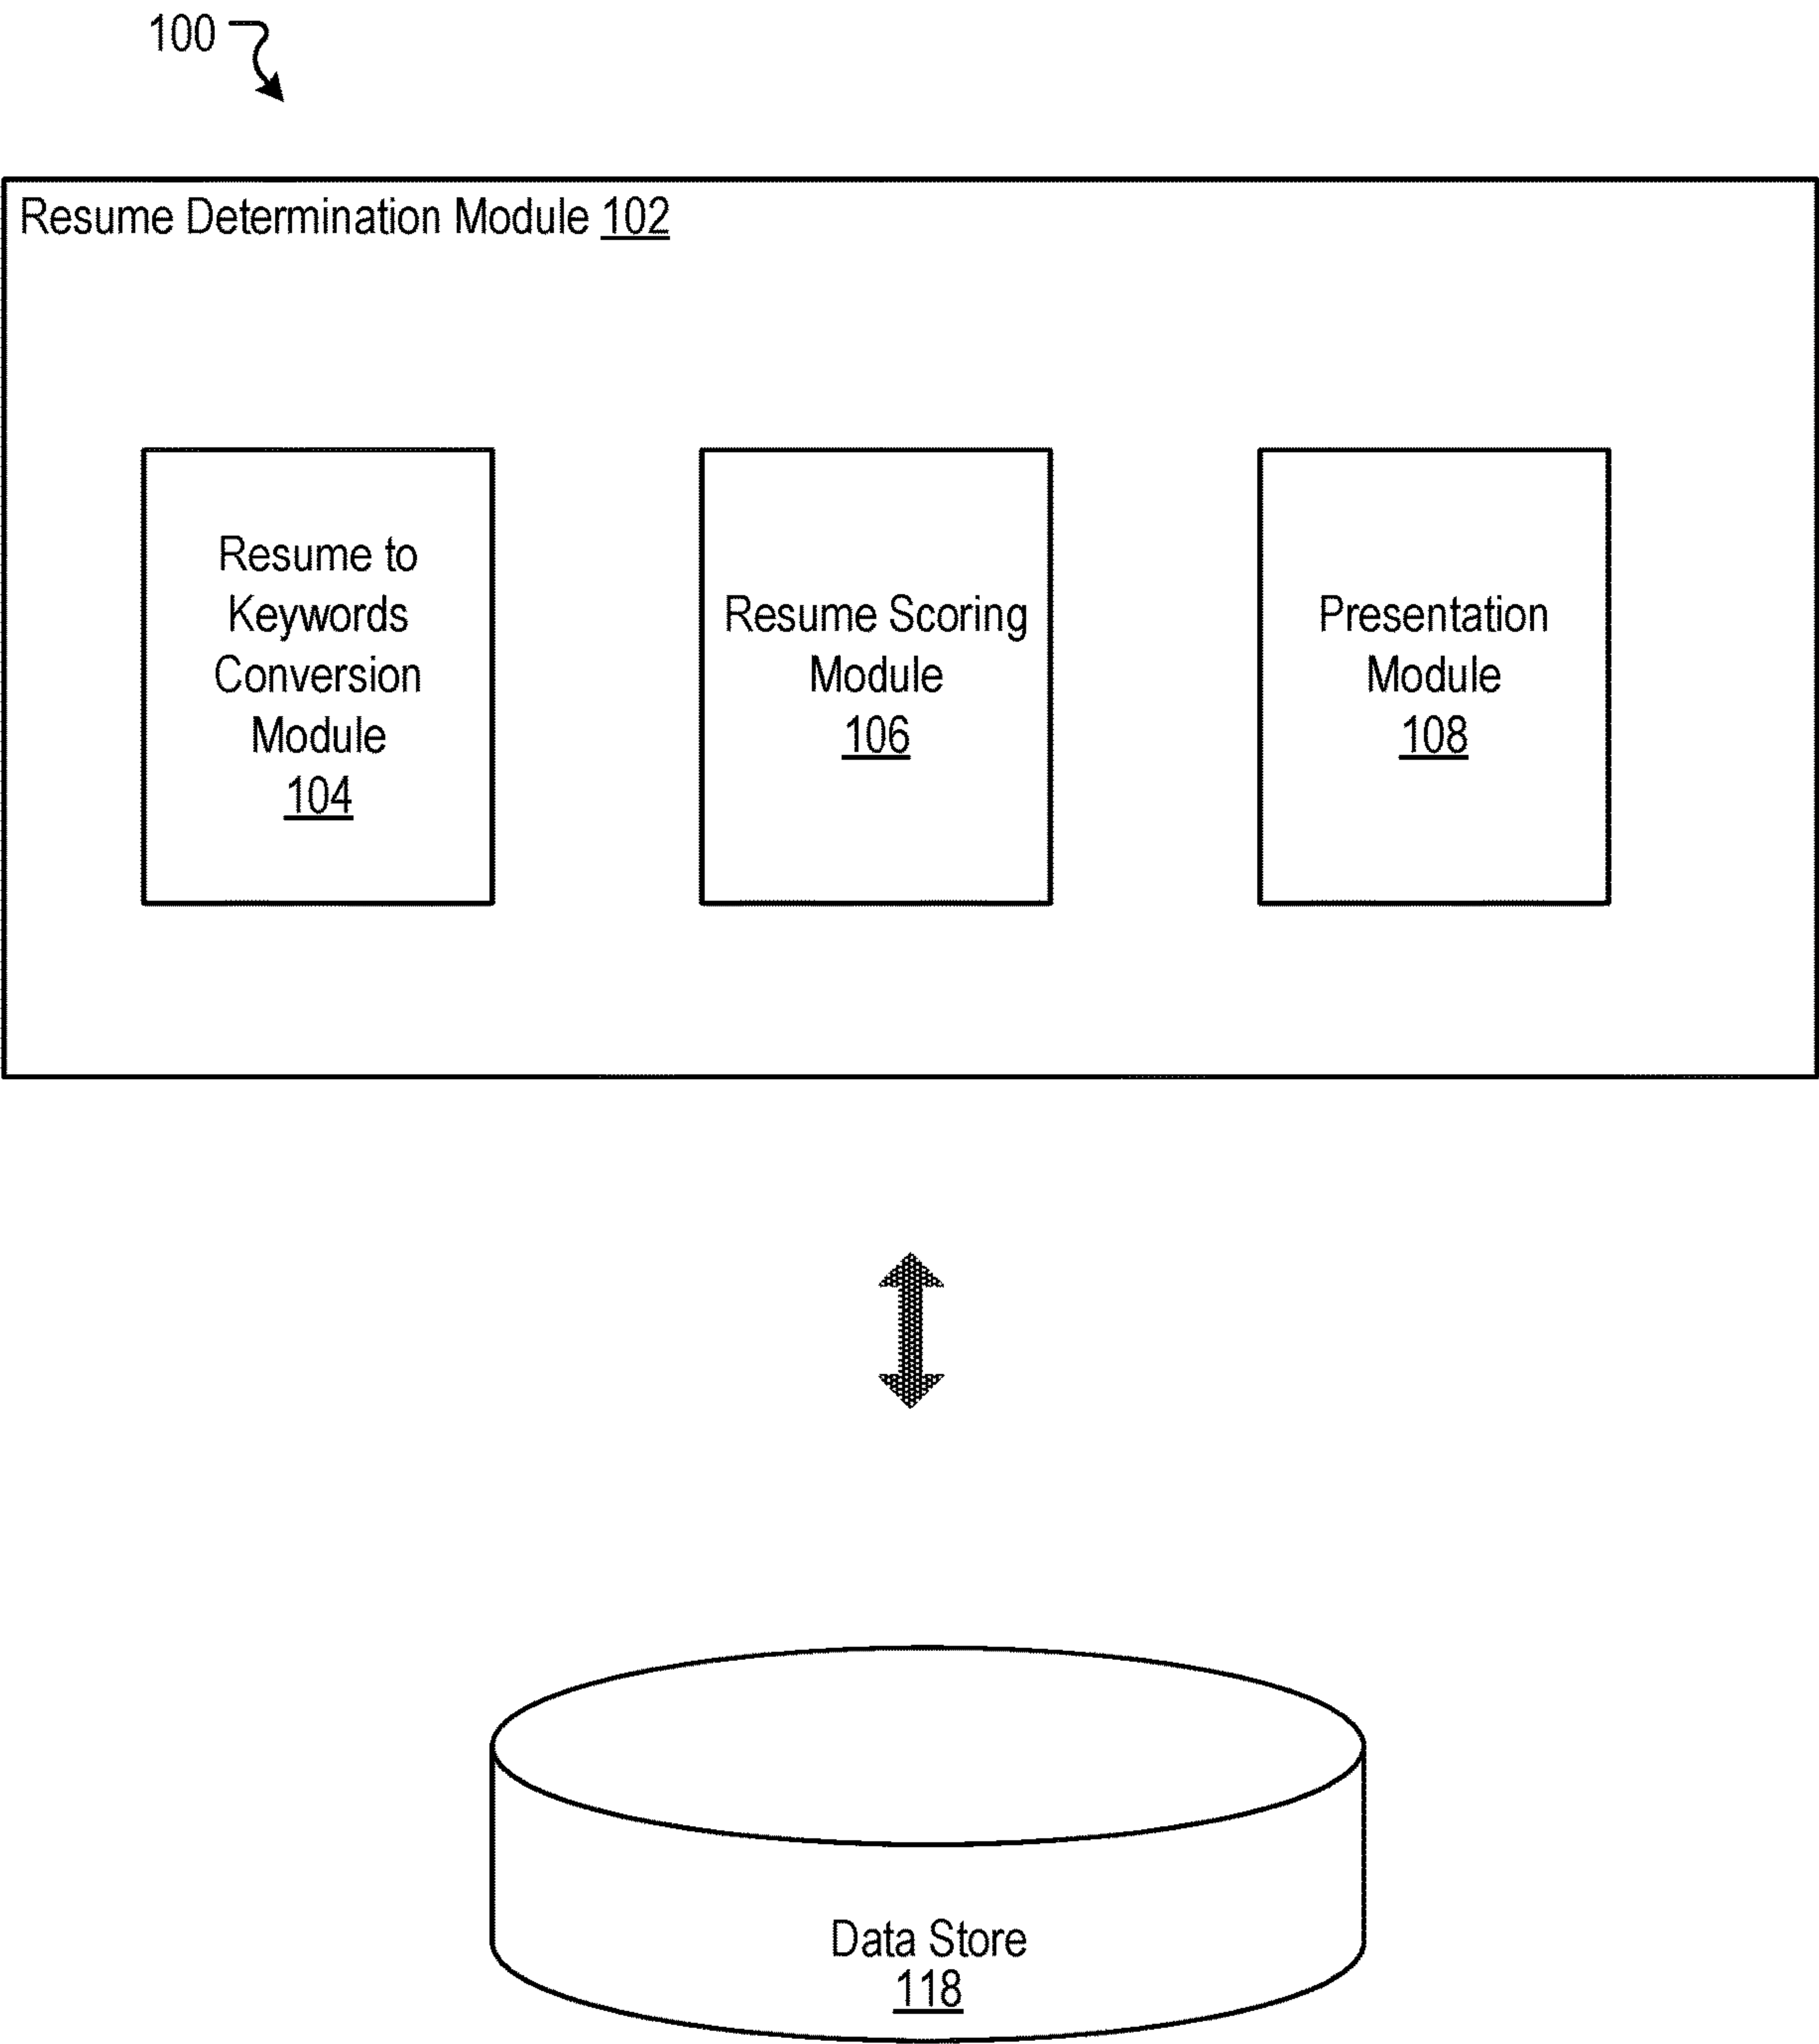 100
Resume Determination Module 102
Resume to
Keywords
Conversion
Module
104
Resume Scoring
Module
106
Presentation
Module
108
Data Store
118